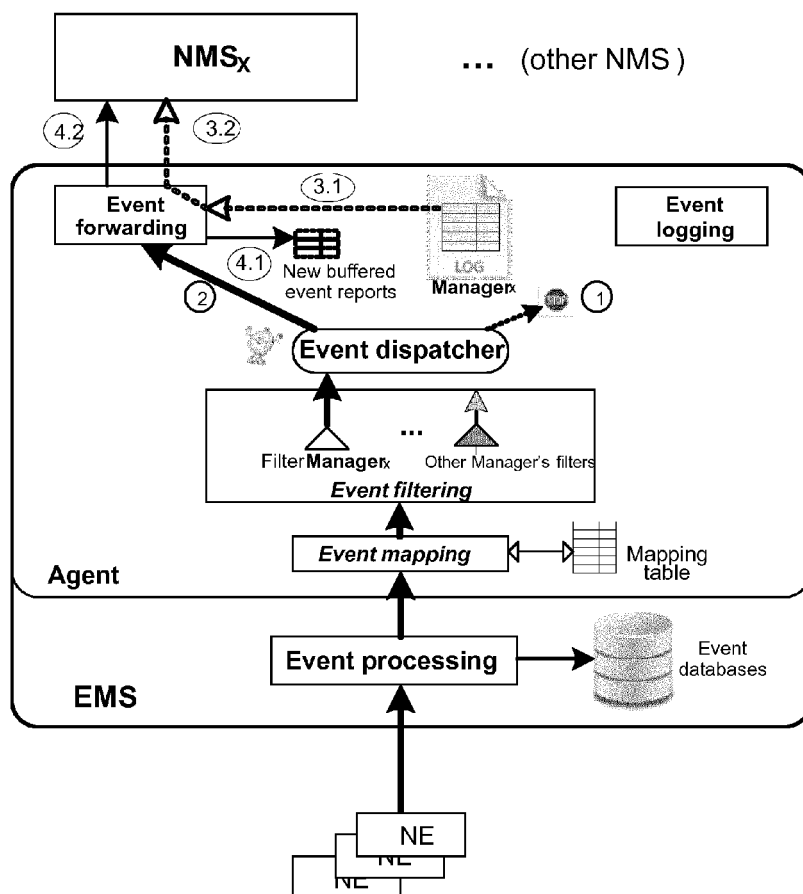 NMSX
... (other NMS )
4.2
3.2
3.1
Event
forwarding
4.1
New buffered
event reports
LOG
Managerx
Event
logging
2
1
Event dispatcher
...
FilterManagerx
Other Manager's filters
Event filtering
Event mapping
Mapping
table
Agent
Event processing
Event
databases
EMS
NE
NE
NE